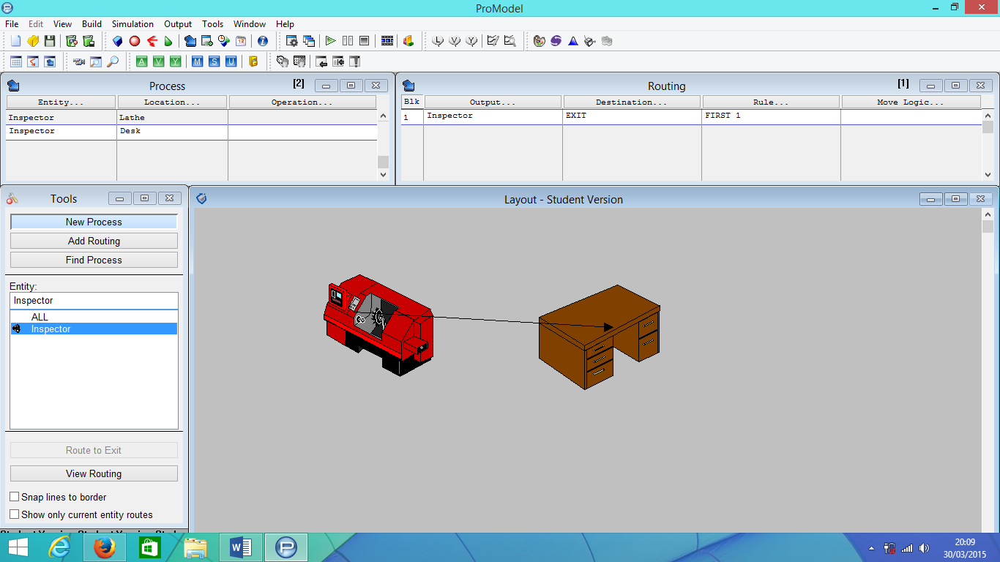 ProModel
File Edit View Build Simulation Output Tools Window Help
Process [2]
Entity... Location... Operation...
Inspector Lathe
Inspector Desk
Routing [1]
Blk Output... Destination... Rule... Move Logic...
1 Inspector EXIT FIRST 1
Tools
New Process
Add Routing
Find Process
Entity:
Inspector
ALL
Inspector
Route to Exit
View Routing
Snap lines to border
Show only current entity routes
Layout - Student Version
20:09
30/03/2015